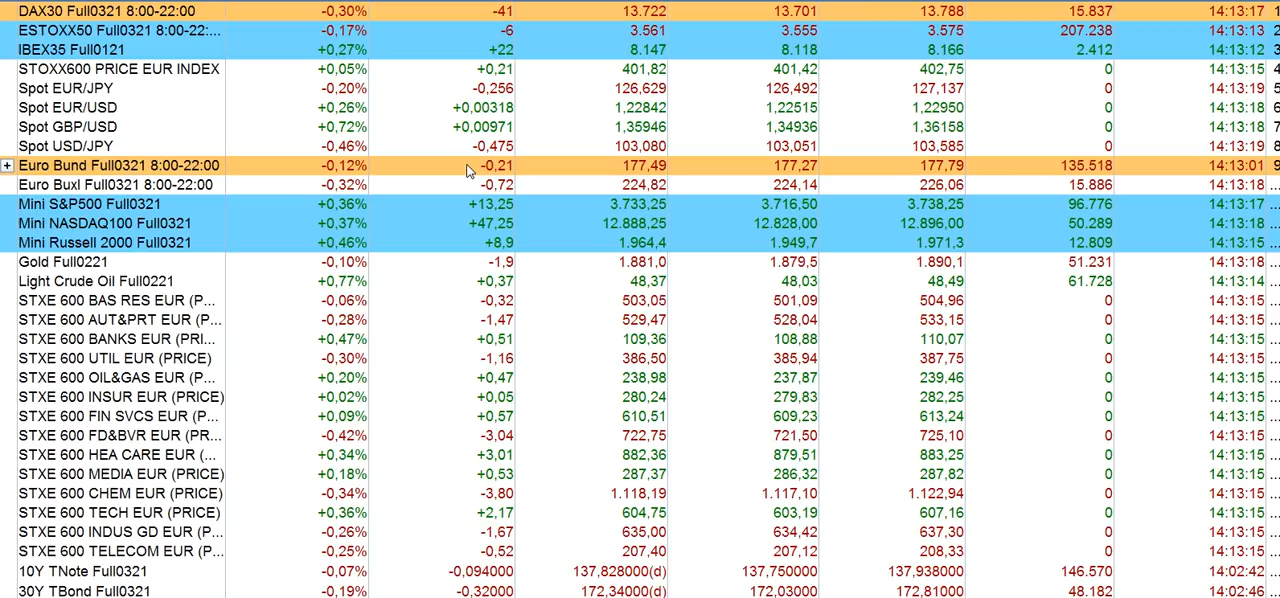 DAX30 Full0321 8:00-22:00 -0,30% -41 13.722 13.701 13.788 15.837 14:13:17 1
ESTOXX50 Full0321 8:00-22:... -0,17% -6 3.561 3.555 3.575 207.238 14:13:13 2
IBEX35 Full0121 +0,27% +22 8.147 8.118 8.166 2.412 14:13:12 3
STOXX600 PRICE EUR INDEX +0,05% +0,21 401,82 401,42 402,75 0 14:13:15 4
Spot EUR/JPY -0,20% -0,256 126,629 126,492 127,137 0 14:13:19 5
Spot EUR/USD +0,26% +0,00318 1,22842 1,22515 1,22950 0 14:13:18 6
Spot GBP/USD +0,72% +0,00971 1,35946 1,34936 1,36158 0 14:13:18 7
Spot USD/JPY -0,46% -0,475 103,080 103,051 103,585 0 14:13:19 8
Euro Bund Full0321 8:00-22:00 -0,12% -0,21 177,49 177,27 177,79 135.518 14:13:01 9
Euro Buxl Full0321 8:00-22:00 -0,32% -0,72 224,82 224,14 226,06 15.886 14:13:18 ...
Mini S&P500 Full0321 +0,36% +13,25 3.733,25 3.716,50 3.738,25 96.776 14:13:17 ...
Mini NASDAQ100 Full0321 +0,37% +47,25 12.888,25 12.828,00 12.896,00 50.289 14:13:18 ...
Mini Russell 2000 Full0321 +0,46% +8,9 1.964,4 1.949,7 1.971,3 12.809 14:13:15 ...
Gold Full0221 -0,10% -1,9 1.881,0 1.879,5 1.890,1 51.231 14:13:18 ...
Light Crude Oil Full0221 +0,77% +0,37 48,37 48,03 48,49 61.728 14:13:14 ...
STXE 600 BAS RES EUR (P... -0,06% -0,32 503,05 501,09 504,96 0 14:13:15 ...
STXE 600 AUT&PRT EUR (P... -0,28% -1,47 529,47 528,04 533,15 0 14:13:15 ...
STXE 600 BANKS EUR (PRI... +0,47% +0,51 109,36 108,88 110,07 0 14:13:15 ...
STXE 600 UTIL EUR (PRICE) -0,30% -1,16 386,50 385,94 387,75 0 14:13:15 ...
STXE 600 OIL&GAS EUR (P... +0,20% +0,47 238,98 237,87 239,46 0 14:13:15 ...
STXE 600 INSUR EUR (PRICE) +0,02% +0,05 280,24 279,83 282,25 0 14:13:15 ...
STXE 600 FIN SVCS EUR (P... +0,09% +0,57 610,51 609,23 613,24 0 14:13:15 ...
STXE 600 FD&BVR EUR (PR... -0,42% -3,04 722,75 721,50 725,10 0 14:13:15 ...
STXE 600 HEA CARE EUR (... +0,34% +3,01 882,36 879,51 883,25 0 14:13:15 ...
STXE 600 MEDIA EUR (PRICE) +0,18% +0,53 287,37 286,32 287,82 0 14:13:15 ...
STXE 600 CHEM EUR (PRICE) -0,34% -3,80 1.118,19 1.117,10 1.122,94 0 14:13:15 ...
STXE 600 TECH EUR (PRICE) +0,36% +2,17 604,75 603,19 607,16 0 14:13:15 ...
STXE 600 INDUS GD EUR (P... -0,26% -1,67 635,00 634,42 637,30 0 14:13:15 ...
STXE 600 TELECOM EUR (P... -0,25% -0,52 207,40 207,12 208,33 0 14:13:15 ...
10Y TNote Full0321 -0,07% -0,094000 137,828000(d) 137,750000 137,938000 146.570 14:02:42 ...
30Y TBond Full0321 -0,19% -0,32000 172,34000(d) 172,03000 172,81000 48.182 14:02:46 ...